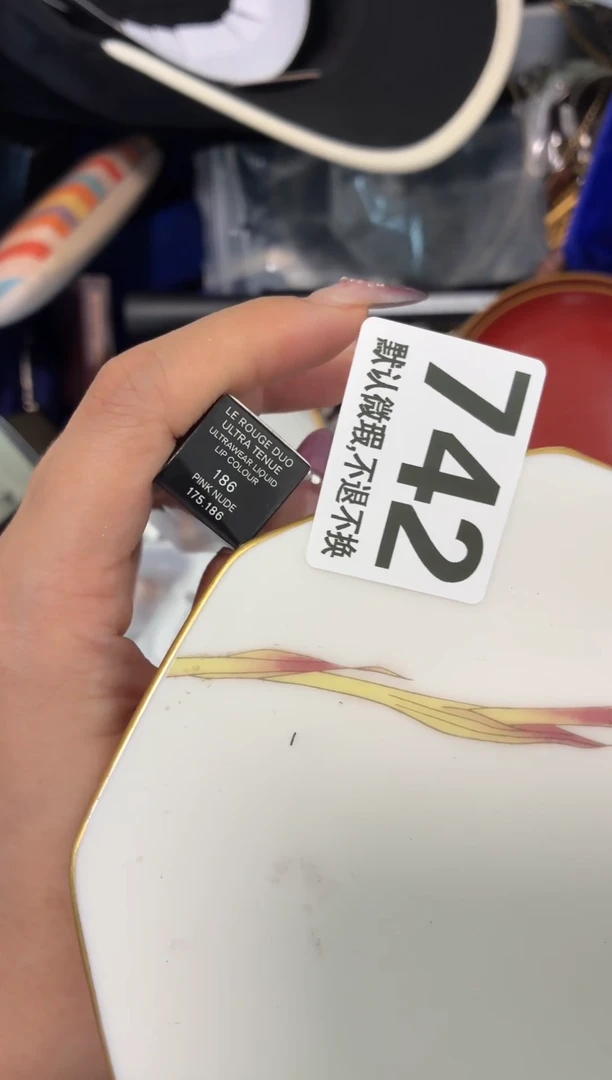 LE ROUGE DUO
ULTRA TENUE
ULTRAWEAR LIQUID
LIP COLOUR
186
PINK NUDE
175.186
742
默认微瑕,不退不换